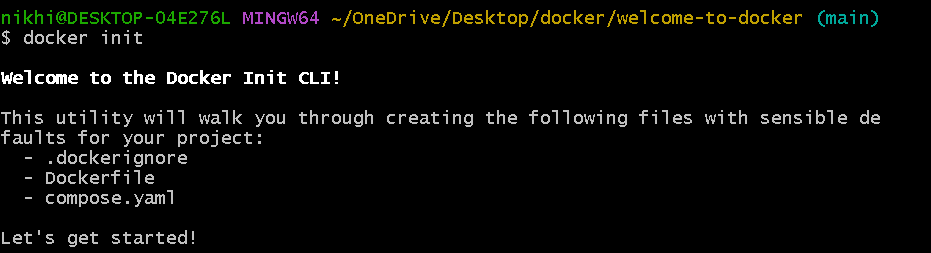 nikhi@DESKTOP-O4E276L MINGW64 ~/OneDrive/Desktop/docker/welcome-to-docker (main)
$ docker init
Welcome to the Docker Init CLI!
This utility will walk you through creating the following files with sensible de
faults for your project:
- .dockerignore
- Dockerfile
- compose.yaml
Let's get started!